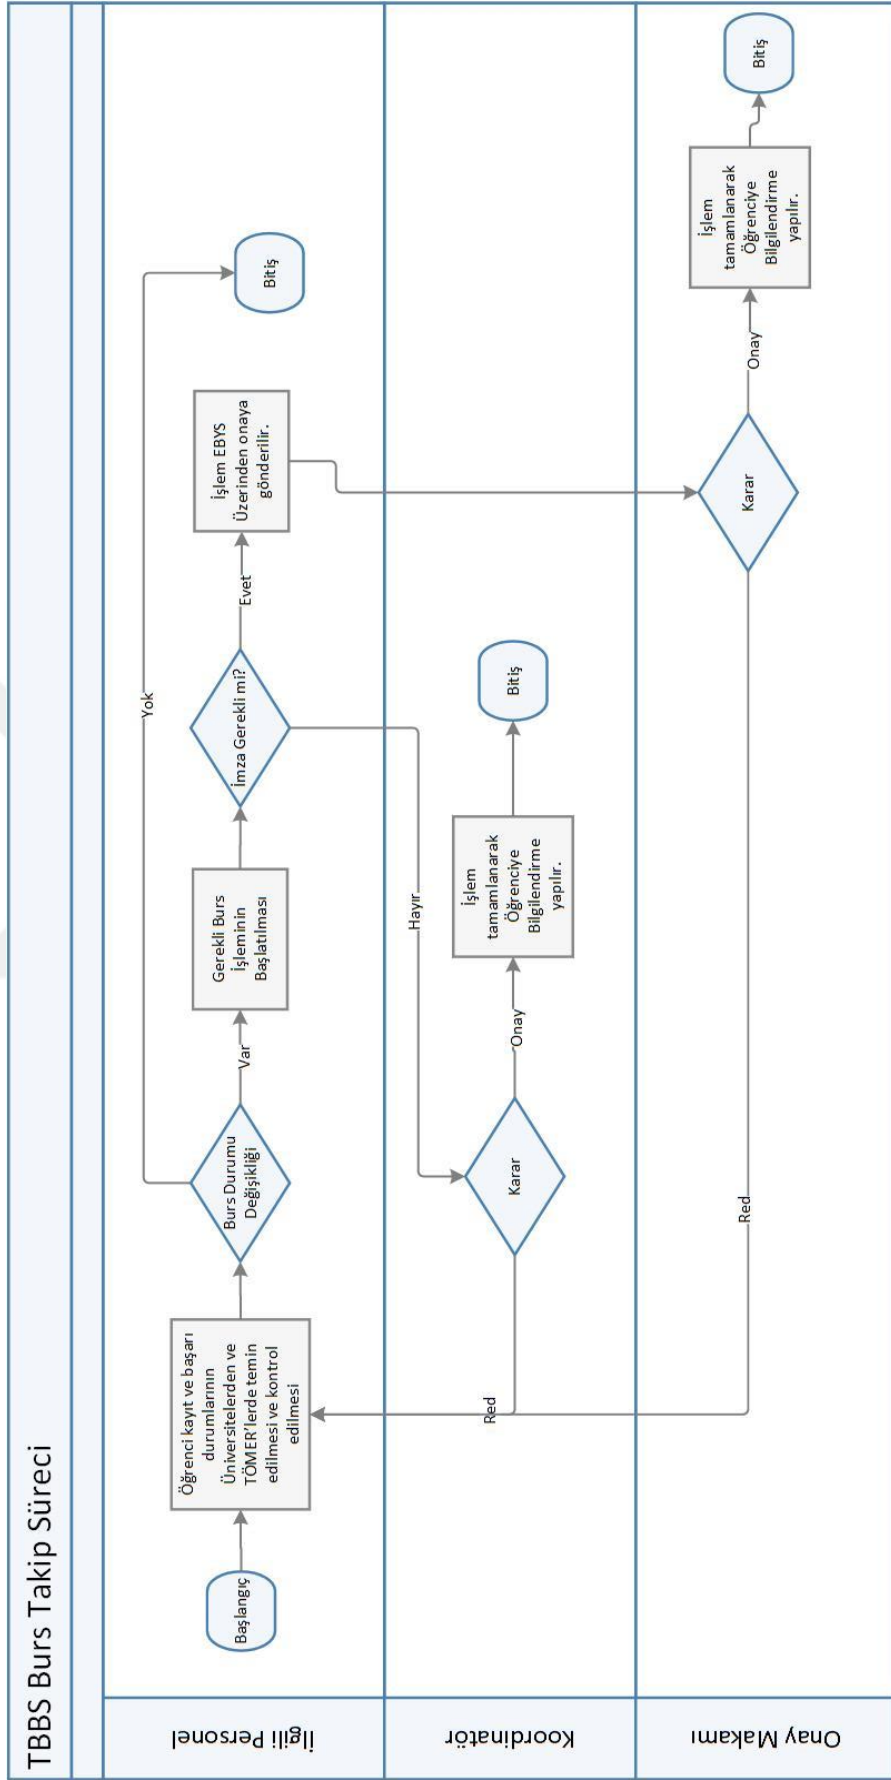 TBBS Burs Takip Süreci
İlgili Personel
Başlangıç
Öğrenci kayıt ve başarı
durumlarının
Üniversitelerden ve
TÖMER'lerde temin
edilmesi ve kontrol
edilmesi
Burs Durumu
Değişikliği
Yok
Var
Gerekli Burs
İşleminin
Başlatılması
İmza Gerekli mi?
Evet
İşlem EBYS
Üzerinden onaya
gönderilir.
Bitiş
Hayır
Koordinatör
Red
Karar
Onay
İşlem
tamamlanarak
Öğrenciye
Bilgilendirme
yapılır.
Bitiş
Onay Makamı
Red
Karar
Onay
İşlem
tamamlanarak
Öğrenciye
Bilgilendirme
yapılır.
Bitiş